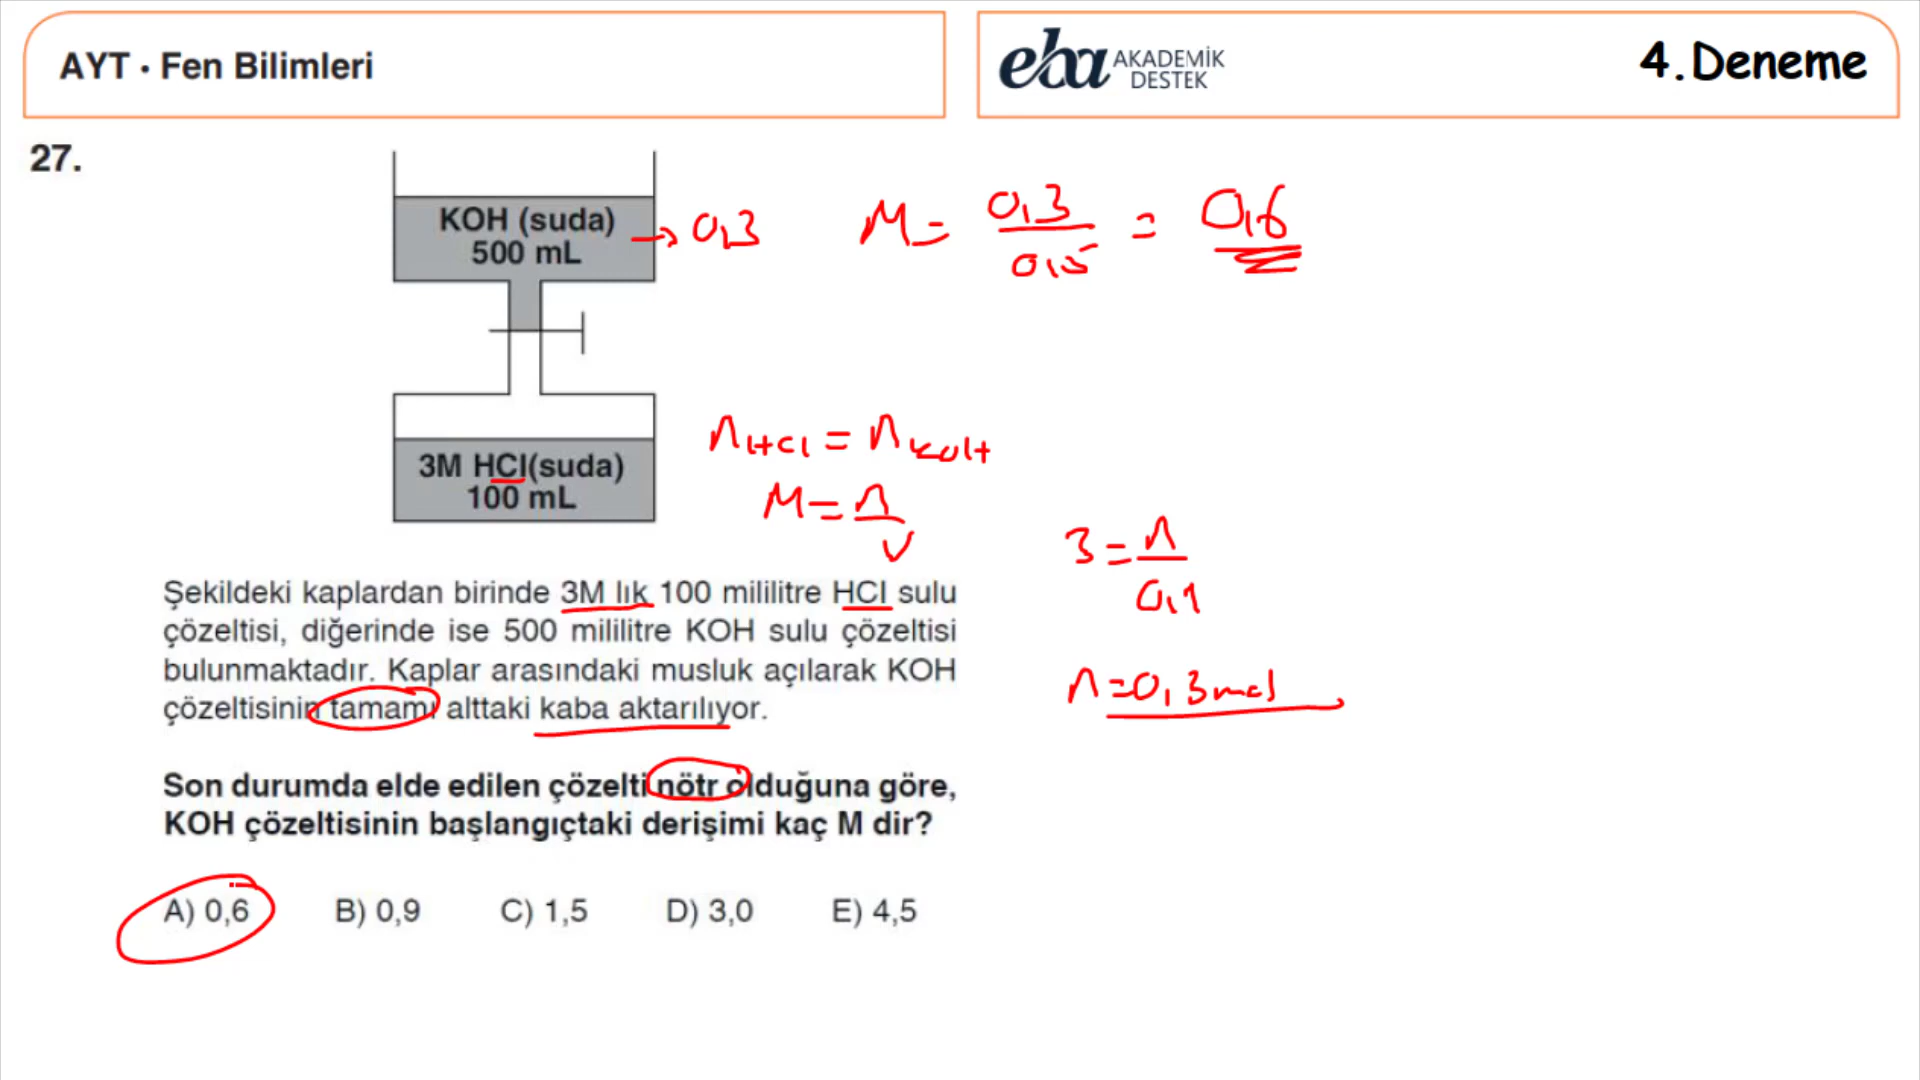 AYT • Fen Bilimleri
eba AKADEMİK DESTEK
4.Deneme
27.
KOH (suda)
500 mL
→ 0,3
M = 0,3 / 0,5 = 0,6
3M HCl(suda)
100 mL
nHCl = nKOH
M = n / V
3 = n / 0,1
n = 0,3 mol
Şekildeki kaplardan birinde 3M lık 100 mililitre HCl sulu
çözeltisi, diğerinde ise 500 mililitre KOH sulu çözeltisi
bulunmaktadır. Kaplar arasındaki musluk açılarak KOH
çözeltisinin tamamı alttaki kaba aktarılıyor.
Son durumda elde edilen çözelti nötr olduğuna göre,
KOH çözeltisinin başlangıçtaki derişimi kaç M dir?
A) 0,6 B) 0,9 C) 1,5 D) 3,0 E) 4,5